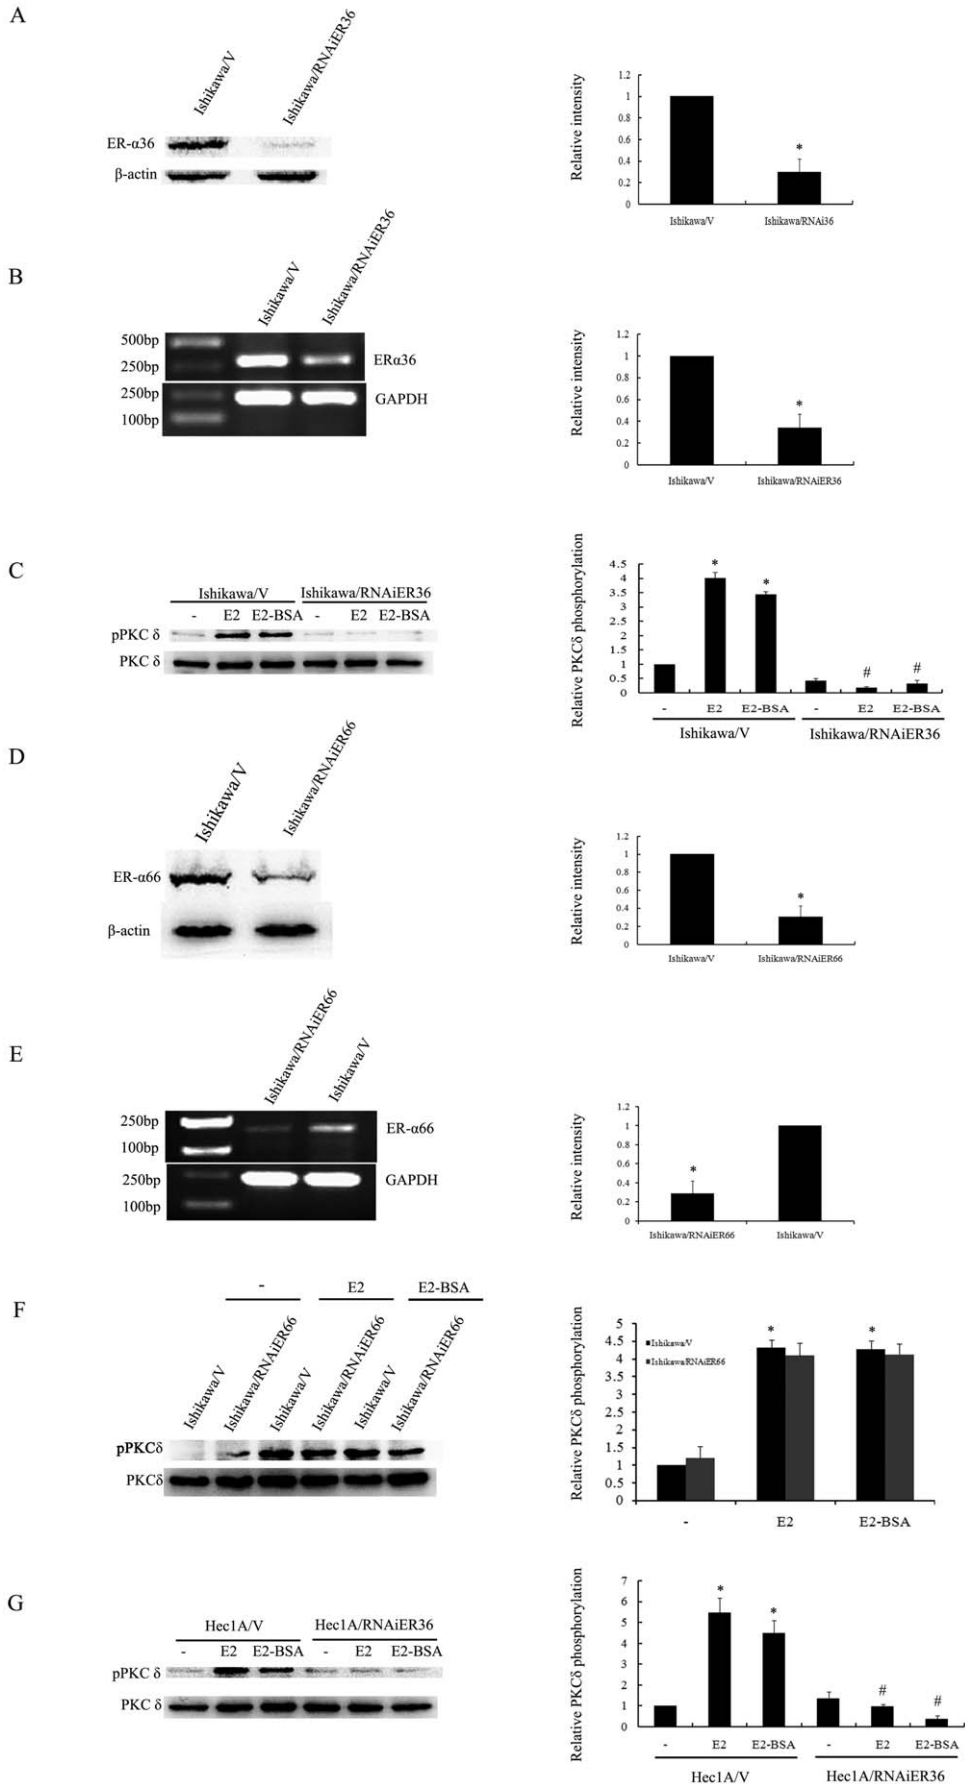 A
Ishikawa/V
Ishikawa/RNAiER36
ER-α36
β-actin
Relative intensity
1.2
1
0.8
0.6
0.4
0.2
0
*
Ishikawa/V
Ishikawa/RNAi36
B
Ishikawa/V
Ishikawa/RNAiER36
500bp
250bp
ERα36
250bp
GAPDH
100bp
Relative intensity
1.2
1
0.8
0.6
0.4
0.2
0
*
Ishikawa/V
Ishikawa/RNAiER36
C
Ishikawa/V
Ishikawa/RNAiER36
- E2 E2-BSA - E2 E2-BSA
pPKC δ
PKC δ
Relative PKCδ phosphorylation
4.5
4
3.5
3
2.5
2
1.5
1
0.5
0
* * # #
- E2 E2-BSA - E2 E2-BSA
Ishikawa/V
Ishikawa/RNAiER36
D
Ishikawa/V
Ishikawa/RNAiER66
ER-α66
β-actin
Relative intensity
1.2
1
0.8
0.6
0.4
0.2
0
*
Ishikawa/V
Ishikawa/RNAiER66
E
Ishikawa/RNAiER66
Ishikawa/V
250bp
ER-α66
100bp
250bp
GAPDH
100bp
Relative intensity
1.2
1
0.8
0.6
0.4
0.2
0
*
Ishikawa/RNAiER66
Ishikawa/V
F
- E2 E2-BSA
Ishikawa/V
Ishikawa/RNAiER66
Ishikawa/V
Ishikawa/RNAiER66
Ishikawa/V
Ishikawa/RNAiER66
pPKCδ
PKCδ
Relative PKCδ phosphorylation
5
4.5
4
3.5
3
2.5
2
1.5
1
0.5
0
Ishikawa/V
Ishikawa/RNAiER66
* *
- E2 E2-BSA
G
Hec1A/V
Hec1A/RNAiER36
- E2 E2-BSA - E2 E2-BSA
pPKC δ
PKC δ
Relative PKCδ phosphorylation
7
6
5
4
3
2
1
0
* * # #
- E2 E2-BSA - E2 E2-BSA
Hec1A/V
Hec1A/RNAiER36